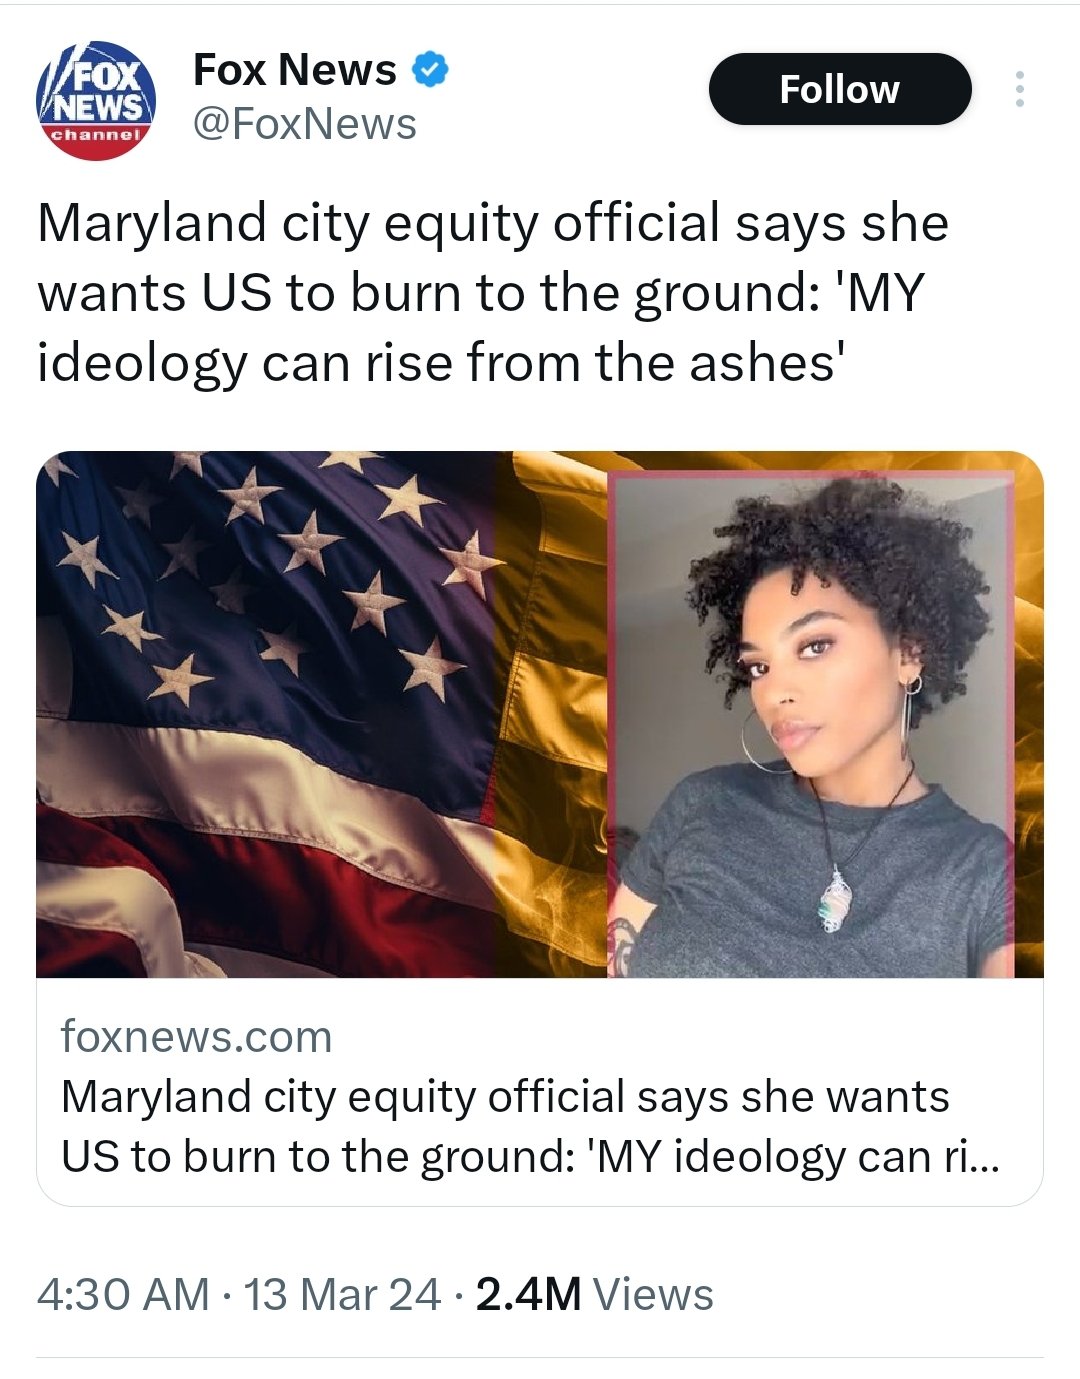 FOX
NEWS
channel
Fox News
@FoxNews
Follow
Maryland city equity official says she
wants US to burn to the ground: 'MY
ideology can rise from the ashes'
foxnews.com
Maryland city equity official says she wants
US to burn to the ground: 'MY ideology can ri...
4:30 AM · 13 Mar 24 · 2.4M Views